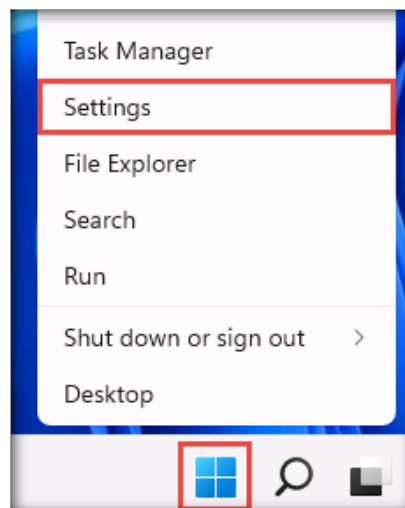 Task Manager
Settings
File Explorer
Search
Run
Shut down or sign out
Desktop